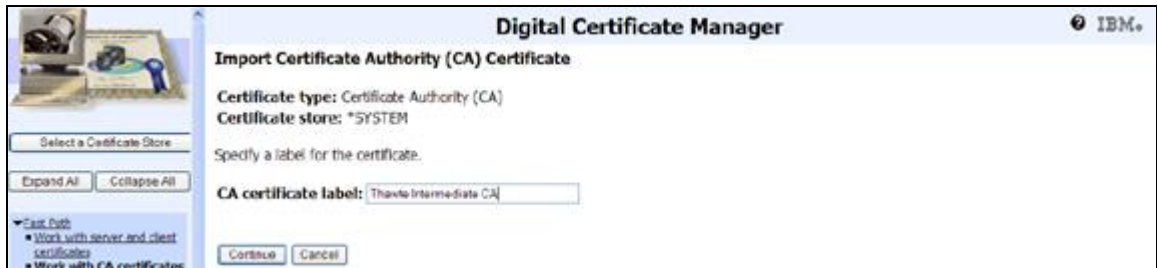 Digital Certificate Manager
IBM.
Import Certificate Authority (CA) Certificate
Certificate type: Certificate Authority (CA)
Certificate store: *SYSTEM
Select a Certificate Store
Specify a label for the certificate.
Expand All Collapse All
CA certificate label: Thawte Intermediate CA
Fast Path
Work with server and client
certificates
Work with CA certificates
Continue Cancel